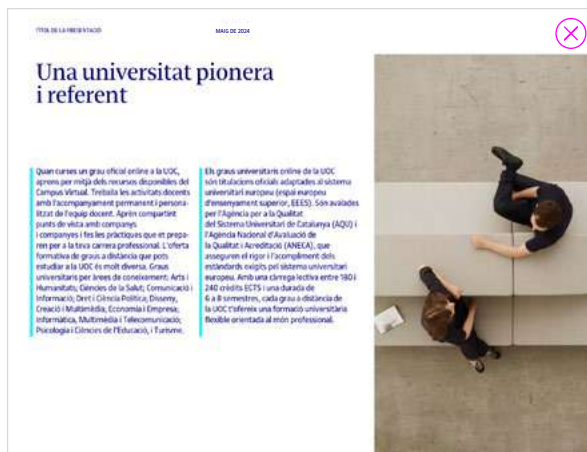 TÍTOL DE LA PRESENTACIÓ
MAIG DE 2024
Una universitat pionera
i referent
Quan curses un grau oficial online a la UOC,
aprens per mitjà dels recursos disponibles del
Campus Virtual. Treballa les activitats docents
amb l'acompanyament permanent i persona-
litzat de l'equip docent. Aprèn compartint
punts de vista amb companys
i companyes i fes les pràctiques que et prepa-
ren per a la teva carrera professional. L'oferta
formativa de graus a distància que pots
estudiar a la UOC és molt diversa. Graus
universitaris per àrees de coneixement: Arts i
Humanitats; Ciències de la Salut; Comunicació i
Informació; Dret i Ciència Política; Disseny,
Creació i Multimèdia; Economia i Empresa;
Informàtica, Multimèdia i Telecomunicació;
Psicologia i Ciències de l'Educació, i Turisme.
Els graus universitaris online de la UOC
són titulacions oficials adaptades al sistema
universitari europeu (espai europeu
d'ensenyament superior, EEES). Són avalades
per l'Agència per a la Qualitat
del Sistema Universitari de Catalunya (AQU) i
l'Agència Nacional d'Avaluació de
la Qualitat i Acreditació (ANECA), que
asseguren el rigor i l'acompliment dels
estàndards exigits pel sistema universitari
europeu. Amb una càrrega lectiva entre 180 i
240 crèdits ECTS i una durada de
6 a 8 semestres, cada grau a distància de
la UOC t'ofereix una formació universitària
flexible orientada al món professional.